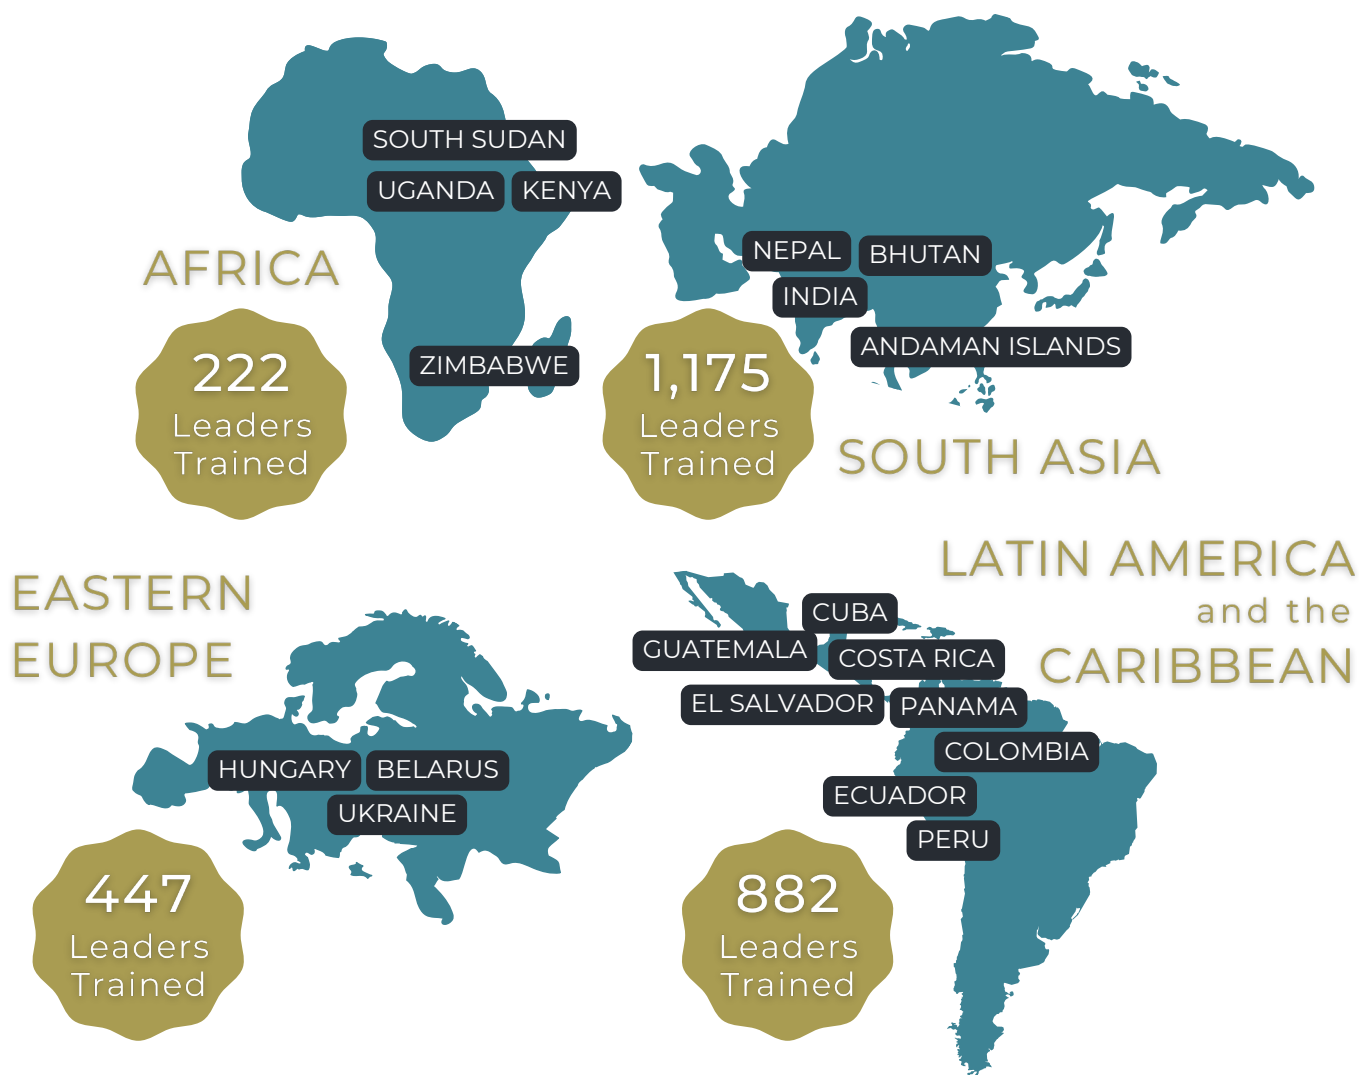 SOUTH SUDAN
UGANDA
KENYA
AFRICA
222
Leaders
Trained
ZIMBABWE
NEPAL
BHUTAN
INDIA
ANDAMAN ISLANDS
1,175
Leaders
Trained
SOUTH ASIA
EASTERN
EUROPE
HUNGARY
BELARUS
UKRAINE
447
Leaders
Trained
LATIN AMERICA
and the
CARIBBEAN
CUBA
GUATEMALA
COSTA RICA
EL SALVADOR
PANAMA
COLOMBIA
ECUADOR
PERU
882
Leaders
Trained